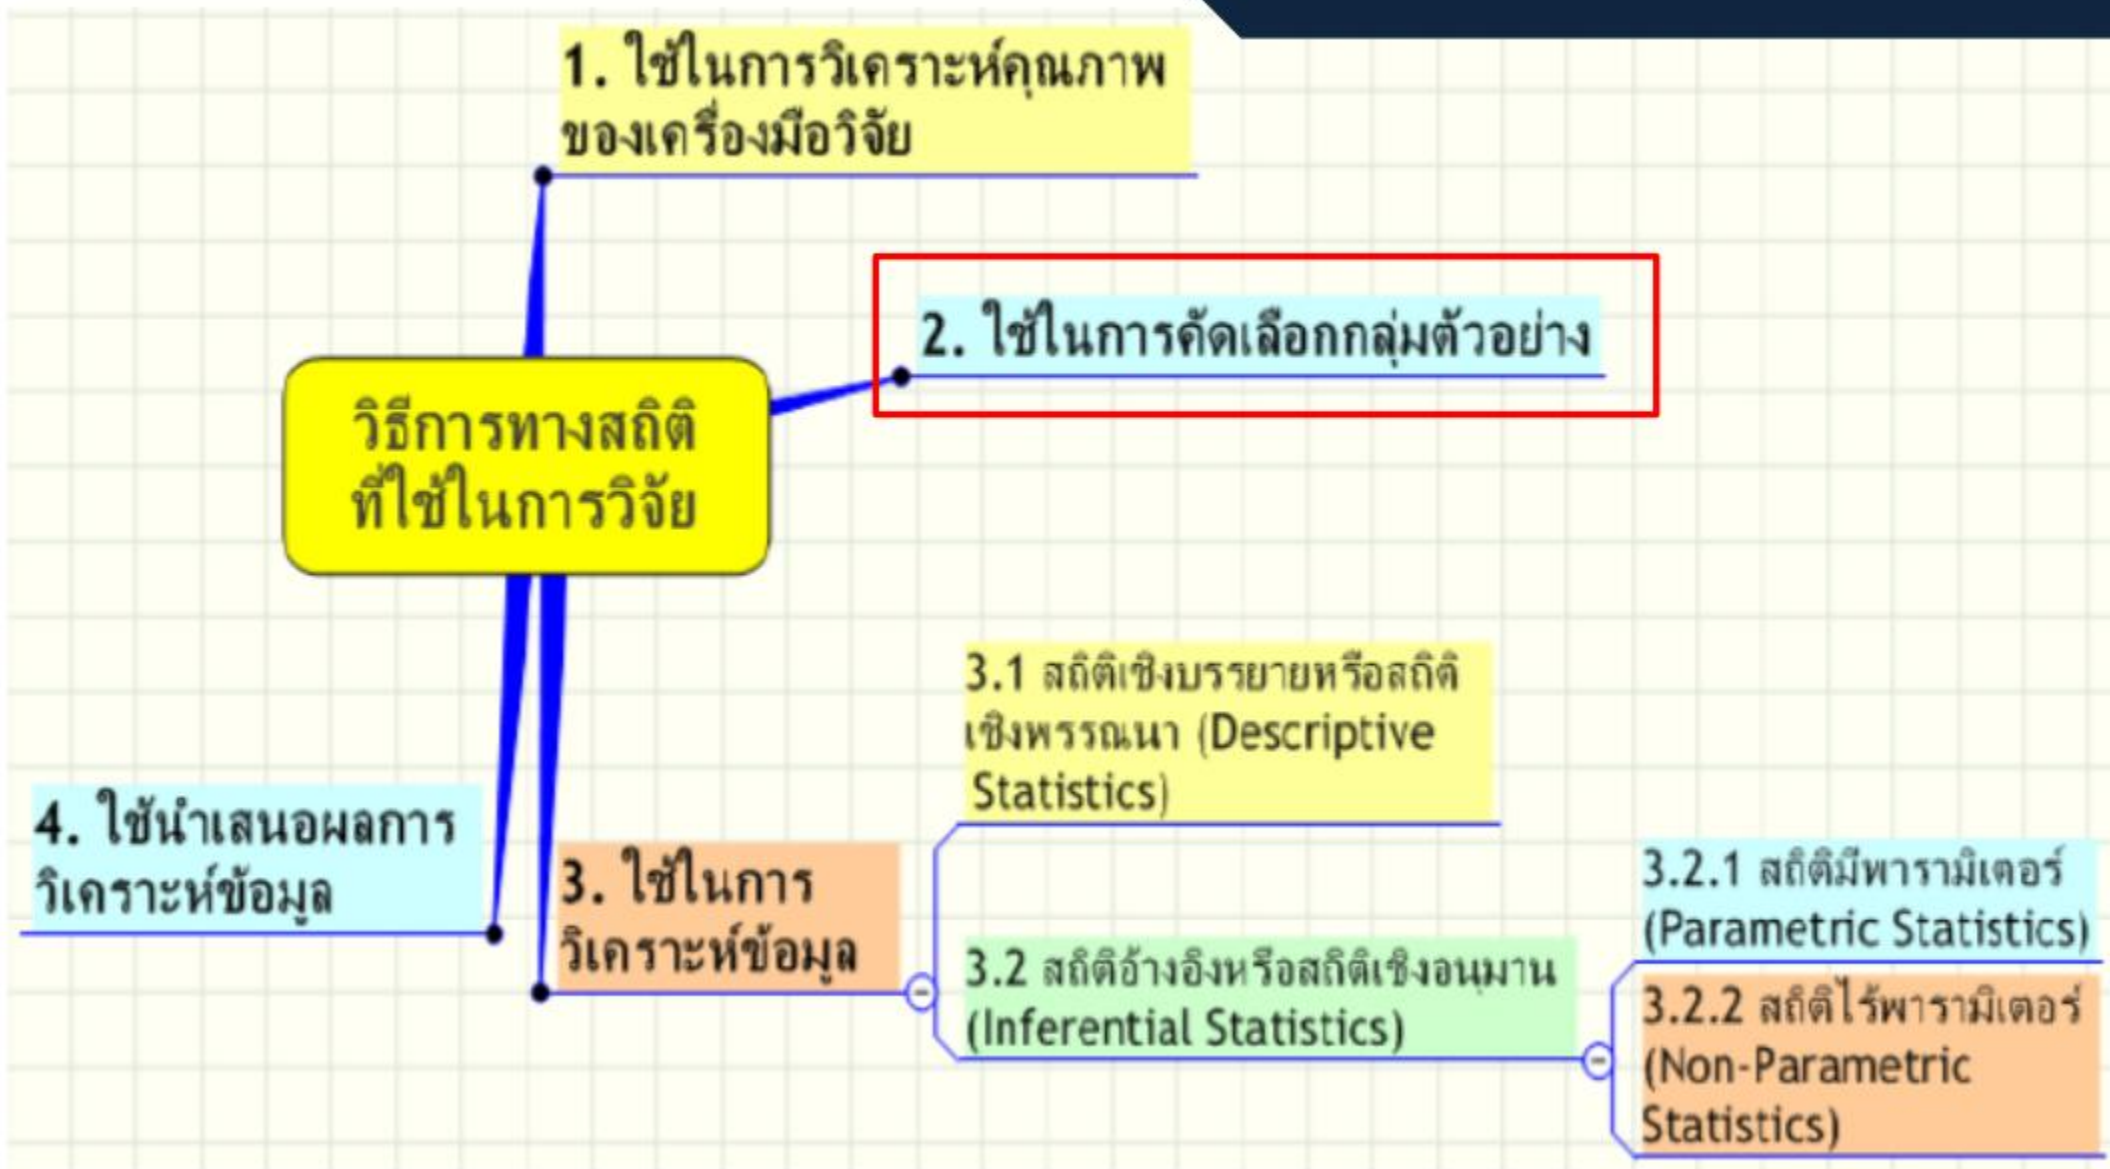 1. ใช้ในการวิเคราะห์คุณภาพ
ของเครื่องมือวิจัย
2. ใช้ในการคัดเลือกกลุ่มตัวอย่าง
วิธีการทางสถิติ
ที่ใช้ในการวิจัย
3.1 สถิติเชิงบรรยายหรือสถิติ
เชิงพรรณนา (Descriptive
Statistics)
4. ใช้นำเสนอผลการ
วิเคราะห์ข้อมูล
3. ใช้ในการ
วิเคราะห์ข้อมูล
3.2 สถิติอ้างอิงหรือสถิติเชิงอนุมาน
(Inferential Statistics)
3.2.1 สถิติมีพารามิเตอร์
(Parametric Statistics)
3.2.2 สถิติไร้พารามิเตอร์
(Non-Parametric
Statistics)